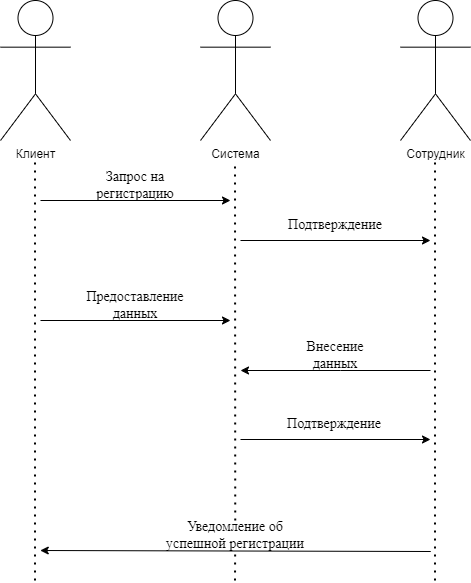 Клиент
Система
Сотрудник
Запрос на
регистрацию
Подтверждение
Предоставление
данных
Внесение
данных
Подтверждение
Уведомление об
успешной регистрации